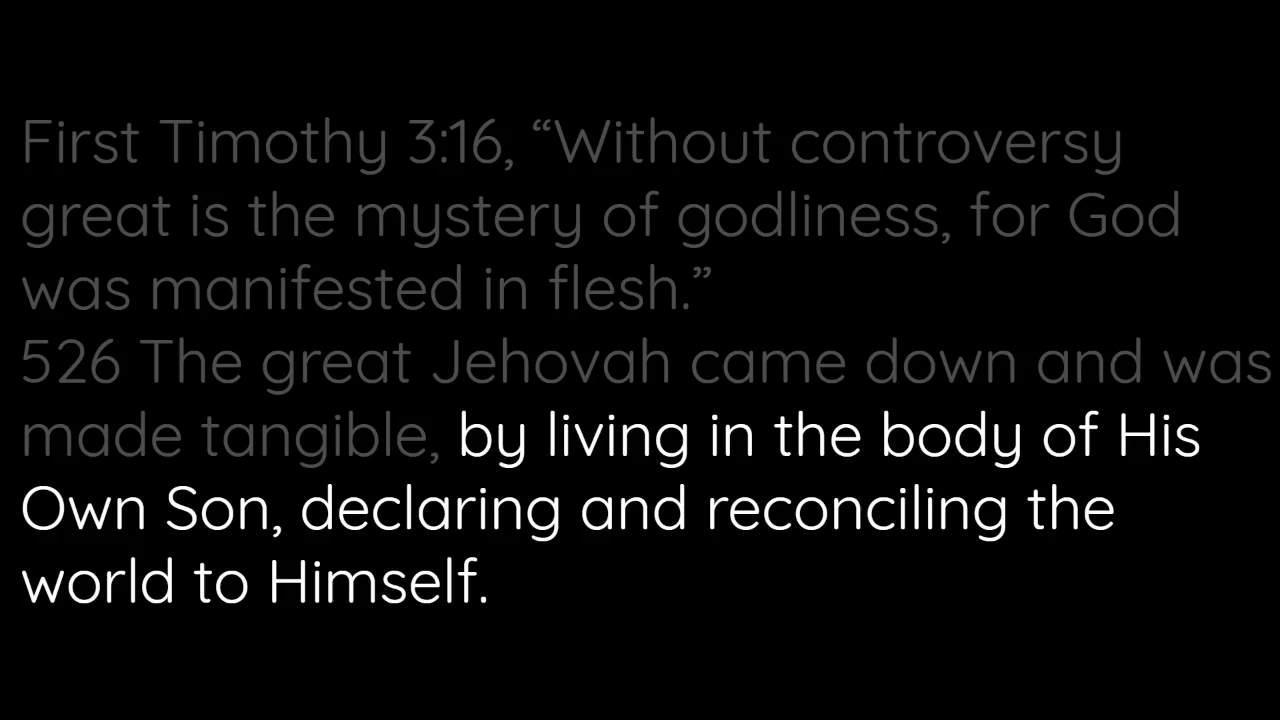 First Timothy 3:16, “Without controversy
great is the mystery of godliness, for God
was manifested in flesh.”
526 The great Jehovah came down and was
made tangible, by living in the body of His
Own Son, declaring and reconciling the
world to Himself.